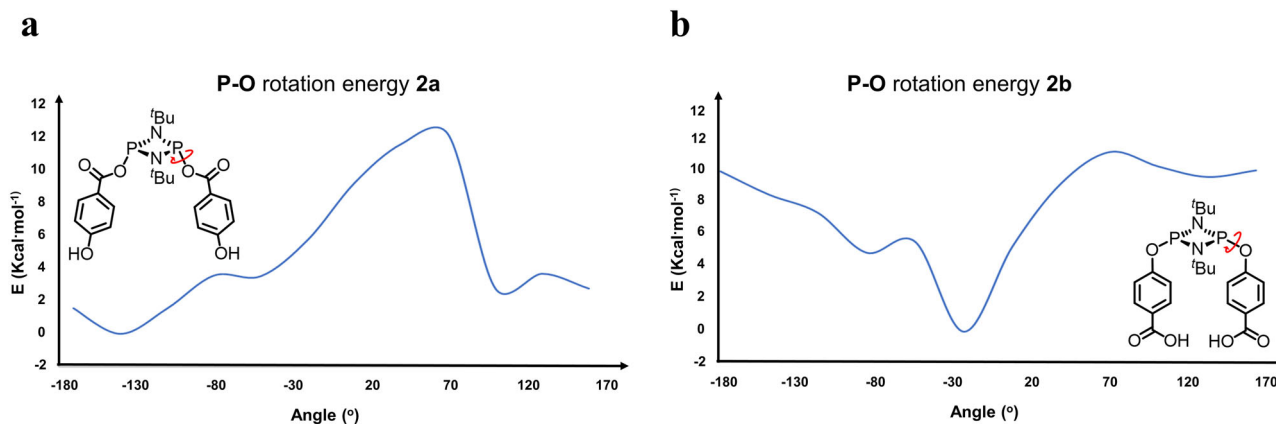 a
b
P-O rotation energy 2a
P-O rotation energy 2b
E (Kcal·mol-1)
12
12
10
8
6
4
2
0
-2
-180
-130
-80
-30
20
70
120
170
Angle (o)
tBu
N
P
P
N
tBu
O
O
O
O
HO
OH
E (Kcal·mol-1)
12
12
10
8
6
4
2
0
-2
-180
-130
-80
-30
20
70
120
170
Angle (o)
tBu
N
P
P
N
tBu
O
O
O
OH
HO
O